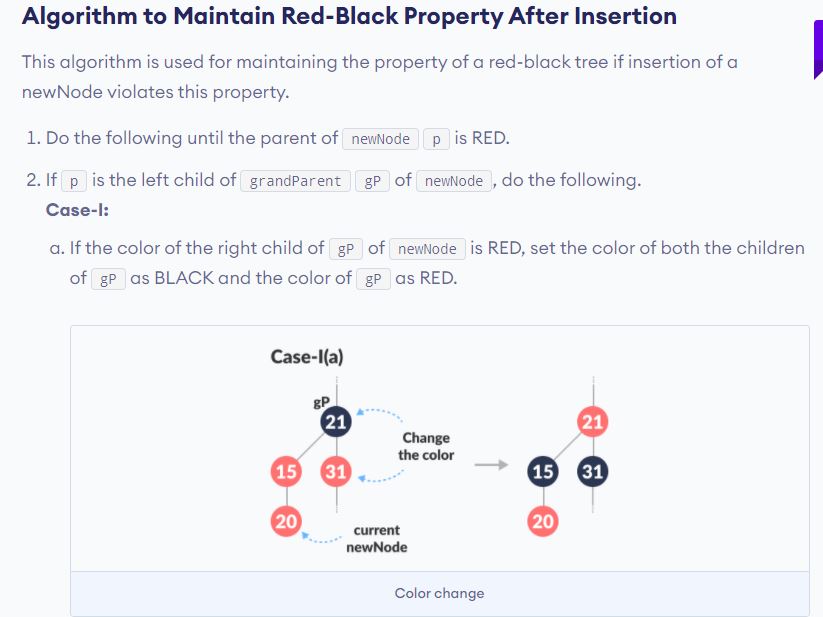 Algorithm to Maintain Red-Black Property After Insertion
This algorithm is used for maintaining the property of a red-black tree if insertion of a
newNode violates this property.
1. Do the following until the parent of newNode p is RED.
2. If p is the left child of grandParent gP of newNode, do the following.
Case-I:
a. If the color of the right child of gP of newNode is RED, set the color of both the children
of gP as BLACK and the color of gP as RED.
Case-I(a)
gP
21
15
31
20
Change
the color
current
newNode
21
15
31
20
Color change